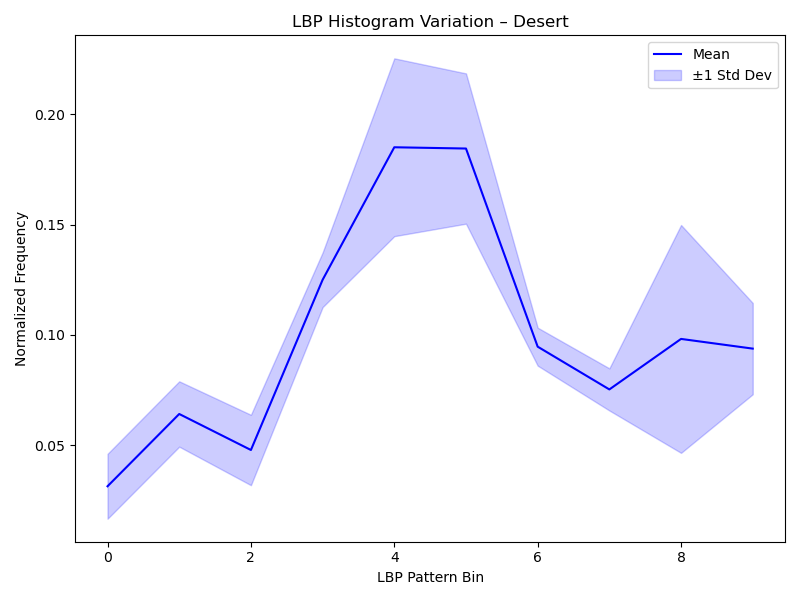 LBP Histogram Variation – Desert
Mean
±1 Std Dev
Normalized Frequency
0.20
0.15
0.10
0.05
0 2 4 6 8
LBP Pattern Bin